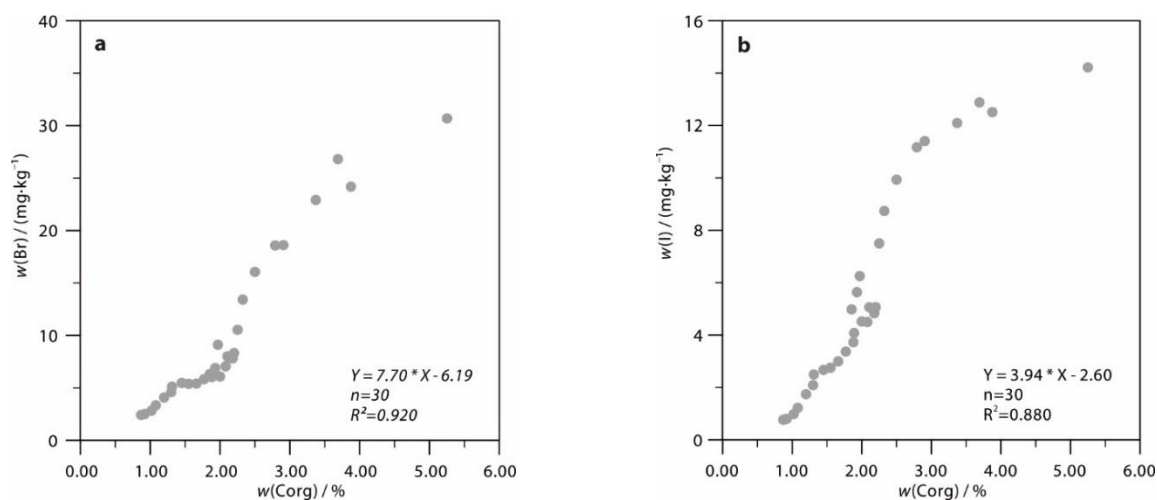 a
40
30
20
10
0
w(Br) / (mg·kg⁻¹)
Y = 7.70 * X - 6.19
n=30
R²=0.920
0.00 1.00 2.00 3.00 4.00 5.00 6.00
w(Corg) / %
b
16
12
8
4
0
w(I) / (mg·kg⁻¹)
Y = 3.94 * X - 2.60
n=30
R²=0.880
0.00 1.00 2.00 3.00 4.00 5.00 6.00
w(Corg) / %